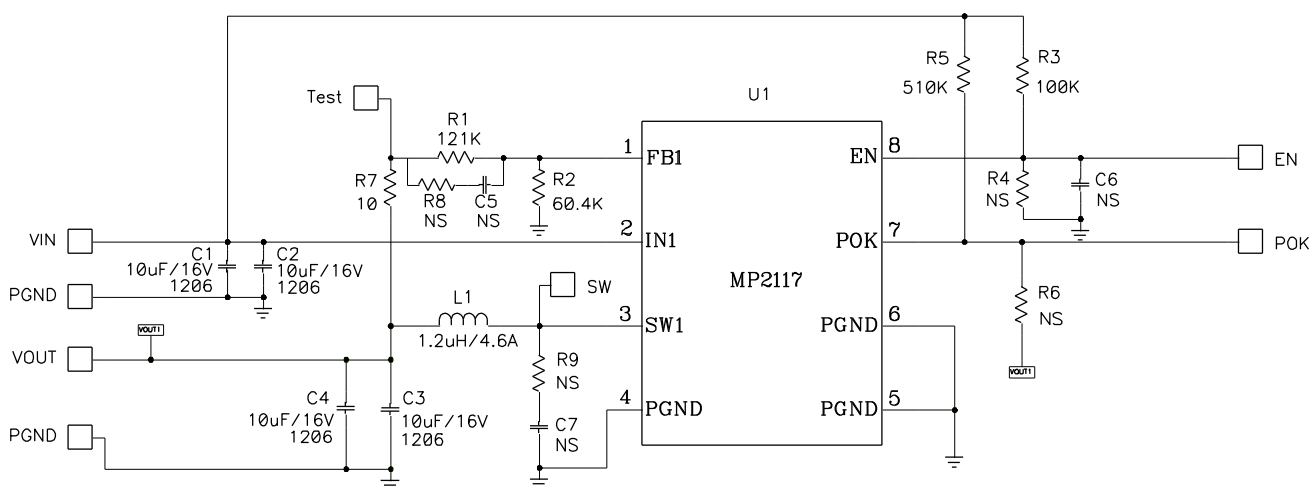 Test
R1
121K
R7
10
R8
NS
C5
NS
R2
60.4K
VIN
C1
10uF/16V
1206
C2
10uF/16V
1206
PGND
VOUT1
VOUT
PGND
C4
10uF/16V
1206
C3
10uF/16V
1206
L1
1.2uH/4.6A
SW
R9
NS
C7
NS
U1
MP2117
1
FB1
2
IN1
3
SW1
4
PGND
EN
8
POK
7
PGND
6
PGND
5
R5
510K
R3
100K
R4
NS
C6
NS
EN
POK
R6
NS
VOUT1